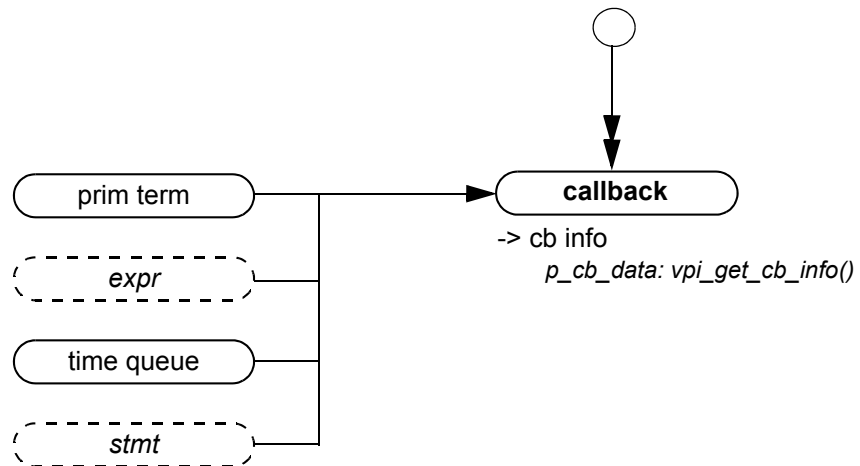 prim term
callback
-> cb info
expr
p_cb_data: vpi_get_cb_info()
time queue
stmt